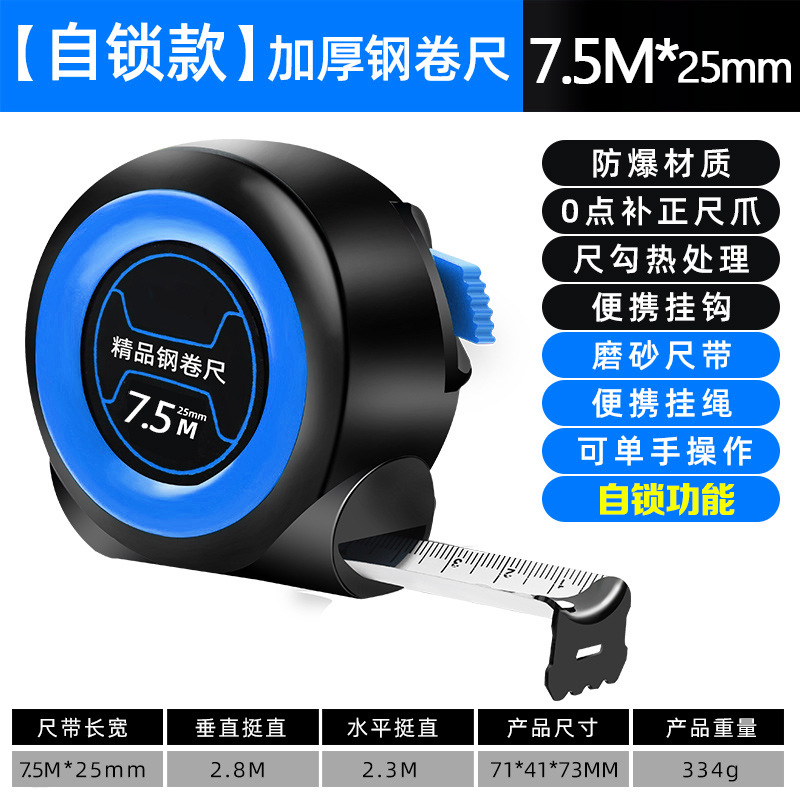 【自锁款】加厚钢卷尺 7.5M*25mm
防爆材质
0点补正尺爪
尺勾热处理
便携挂钩
磨砂尺带
便携挂绳
可单手操作
自锁功能
精品钢卷尺
7.5M 25mm
3 2 1
尺带长宽 垂直挺直 水平挺直 产品尺寸 产品重量
7.5M*25mm 2.8M 2.3M 71*41*73MM 334g